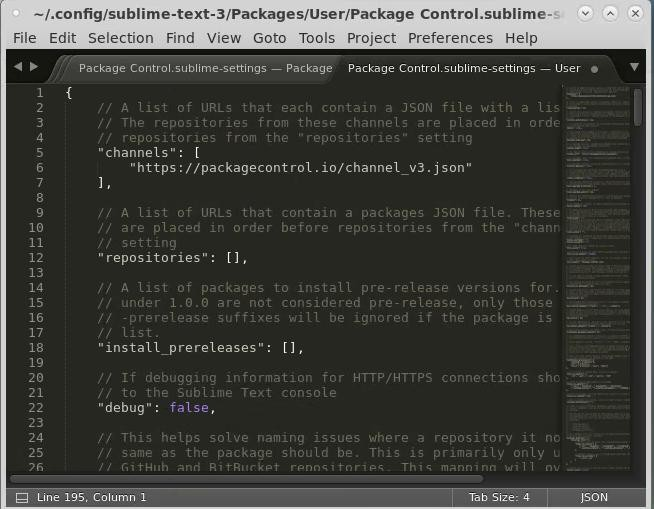 ~/.config/sublime-text-3/Packages/User/Package Control.sublime-s
File Edit Selection Find View Goto Tools Project Preferences Help
Package Control.sublime-settings — Package
Package Control.sublime-settings — User
1 {
2 // A list of URLs that each contain a JSON file with a lis
3 // The repositories from these channels are placed in orde
4 // repositories from the "repositories" setting
5 "channels": [
6 "https://packagecontrol.io/channel_v3.json"
7 ],
8
9 // A list of URLs that contain a packages JSON file. These
10 // are placed in order before repositories from the "chann
11 // setting
12 "repositories": [],
13
14 // A list of packages to install pre-release versions for.
15 // under 1.0.0 are not considered pre-release, only those
16 // -prerelease suffixes will be ignored if the package is
17 // list.
18 "install_prereleases": [],
19
20 // If debugging information for HTTP/HTTPS connections sho
21 // to the Sublime Text console
22 "debug": false,
23
24 // This helps solve naming issues where a repository it no
25 // same as the package should be. This is primarily only u
26 // GitHub and BitBucket repositories. This mapping will ov
Line 195, Column 1
Tab Size: 4
JSON